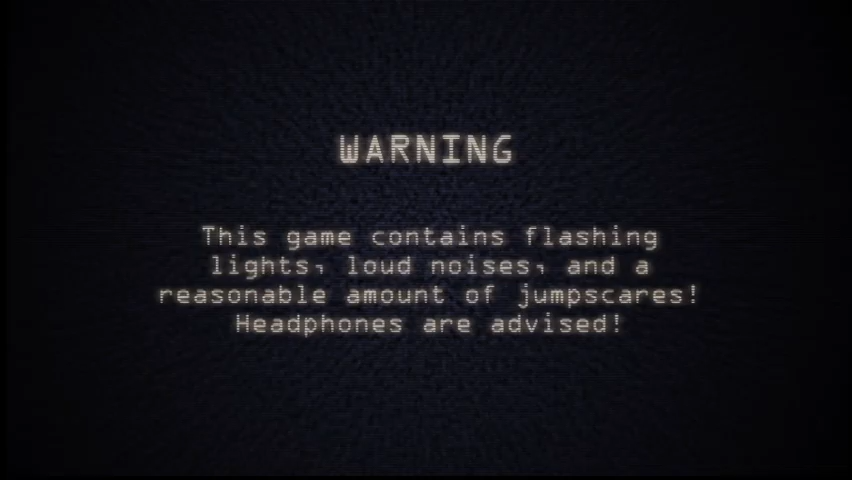 WARNING
This game contains flashing
lights, loud noises, and a
reasonable amount of jumpscares!
Headphones are advised!